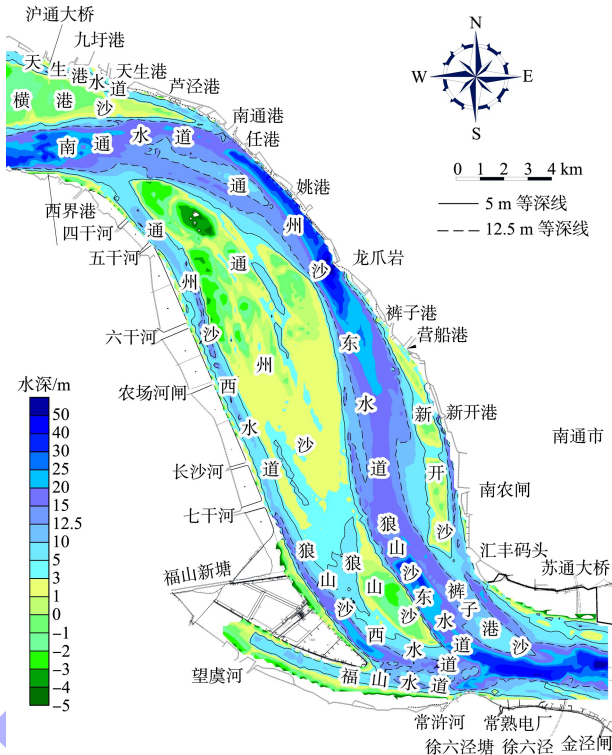 沪通大桥
九圩港
天生港水道
天生港
芦泾港
横港沙
南通港
任港
南通水道
姚港
西界港
四干河
五干河
通州沙东水道
龙爪岩
通州沙
通州沙西水道
裤子港
营船港
六干河
农场河闸
新开港
新开沙
南通市
长沙河
南农闸
七干河
狼山沙东水道
狼山沙
狼山沙西水道
裤子港沙
汇丰码头
苏通大桥
福山新塘
望虞河
福山水道
常浒河
常熟电厂
徐六泾塘
徐六泾
金泾闸
N
W
E
S
0 1 2 3 4 km
5 m 等深线
12.5 m 等深线
水深/m
50
40
30
25
20
15
12.5
10
5
3
1
0
−1
−2
−3
−4
−5